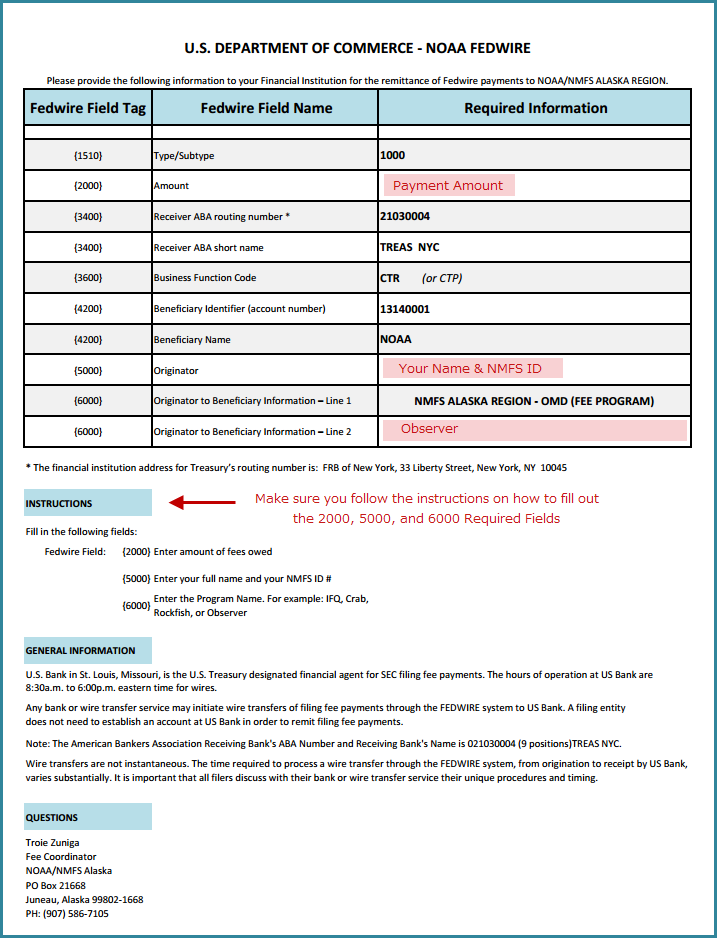 U.S. DEPARTMENT OF COMMERCE - NOAA FEDWIRE
Please provide the following information to your Financial Institution for the remittance of Fedwire payments to NOAA/NMFS ALASKA REGION.
Fedwire Field Tag Fedwire Field Name Required Information
{1510} Type/Subtype 1000
{2000} Amount Payment Amount
{3400} Receiver ABA routing number * 21030004
{3400} Receiver ABA short name TREAS NYC
{3600} Business Function Code CTR (or CTP)
{4200} Beneficiary Identifier (account number) 13140001
{4200} Beneficiary Name NOAA
{5000} Originator Your Name & NMFS ID
{6000} Originator to Beneficiary Information – Line 1 NMFS ALASKA REGION - OMD (FEE PROGRAM)
{6000} Originator to Beneficiary Information – Line 2 Observer
* The financial institution address for Treasury's routing number is: FRB of New York, 33 Liberty Street, New York, NY 10045
INSTRUCTIONS
Make sure you follow the instructions on how to fill out
the 2000, 5000, and 6000 Required Fields
Fill in the following fields:
Fedwire Field: {2000} Enter amount of fees owed
{5000} Enter your full name and your NMFS ID #
{6000} Enter the Program Name. For example: IFQ, Crab,
Rockfish, or Observer
GENERAL INFORMATION
U.S. Bank in St. Louis, Missouri, is the U.S. Treasury designated financial agent for SEC filing fee payments. The hours of operation at US Bank are
8:30a.m. to 6:00p.m. eastern time for wires.
Any bank or wire transfer service may initiate wire transfers of filing fee payments through the FEDWIRE system to US Bank. A filing entity
does not need to establish an account at US Bank in order to remit filing fee payments.
Note: The American Bankers Association Receiving Bank's ABA Number and Receiving Bank's Name is 021030004 (9 positions)TREAS NYC.
Wire transfers are not instantaneous. The time required to process a wire transfer through the FEDWIRE system, from origination to receipt by US Bank,
varies substantially. It is important that all filers discuss with their bank or wire transfer service their unique procedures and timing.
QUESTIONS
Troie Zuniga
Fee Coordinator
NOAA/NMFS Alaska
PO Box 21668
Juneau, Alaska 99802-1668
PH: (907) 586-7105